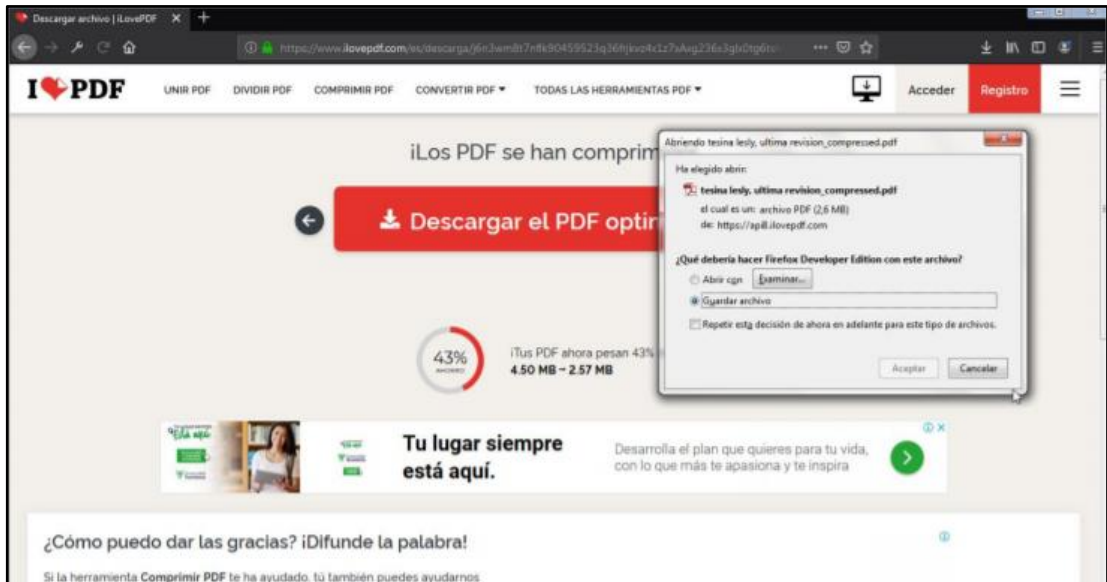 Descargar archivo | iLovePDF
I PDF
UNIR PDF
DIVIDIR PDF
COMPRIMIR PDF
CONVERTIR PDF
TODAS LAS HERRAMIENTAS PDF
Acceder
Registro
¡Los PDF se han comprim
Descargar el PDF optim
43%
AHORRO
¡Tus PDF ahora pesan 43%
4.50 MB 2.57 MB
Abriendo tesina lesly, ultima revision_compressed.pdf
Ha elegido abrir:
tesina lesly, ultima revision_compressed.pdf
el cual es un: archivo PDF (2,6 MB)
de: https://api8.ilovepdf.com
¿Qué debería hacer Firefox Developer Edition con este archivo?
Abrir con Examinar...
Guardar archivo
Repetir esta decisión de ahora en adelante para este tipo de archivos.
Aceptar
Cancelar
Está aquí
Tu lugar siempre
está aquí.
Desarrolla el plan que quieres para tu vida,
con lo que más te apasiona y te inspira
¿Cómo puedo dar las gracias? ¡Difunde la palabra!
Si la herramienta Comprimir PDF te ha ayudado, tú también puedes ayudarnos